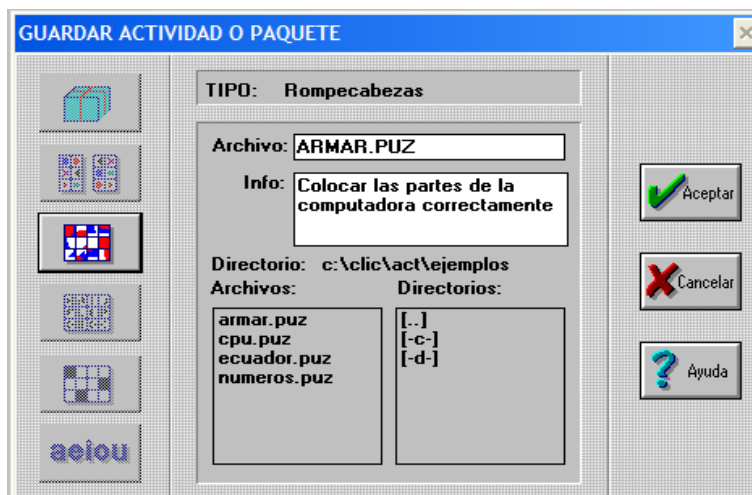 GUARDAR ACTIVIDAD O PAQUETE
TIPO: Rompecabezas
Archivo: ARMAR.PUZ
Info: Colocar las partes de la
computadora correctamente
Directorio: c:\clic\act\ejemplos
Archivos: Directorios:
armar.puz [..]
cpu.puz [-c-]
ecuador.puz [-d-]
numeros.puz
Aceptar
Cancelar
Ayuda
aeiou